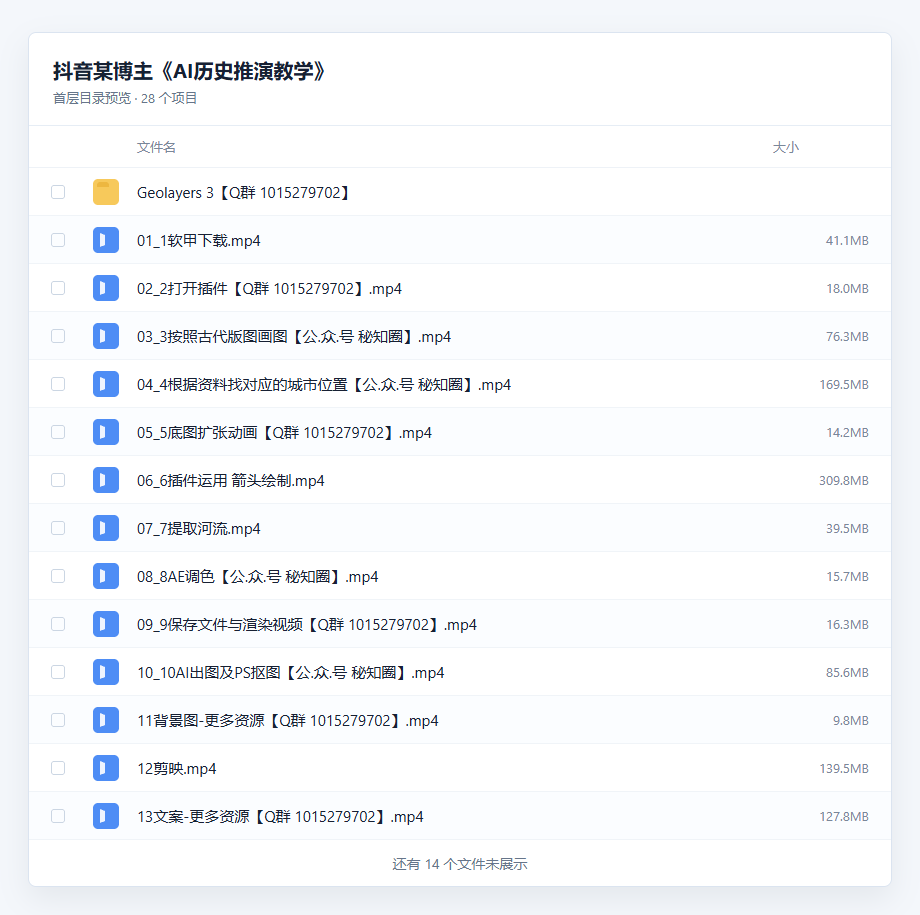 抖音某博主《AI历史推演教学》
首层目录预览 · 28 个项目
文件名 大小
Geolayers 3【Q群 1015279702】
01_1软甲下载.mp4 41.1MB
02_2打开插件【Q群 1015279702】.mp4 18.0MB
03_3按照古代版图画图【公.众.号 秘知圈】.mp4 76.3MB
04_4根据资料找对应的城市位置【公.众.号 秘知圈】.mp4 169.5MB
05_5底图扩张动画【Q群 1015279702】.mp4 14.2MB
06_6插件运用 箭头绘制.mp4 309.8MB
07_7提取河流.mp4 39.5MB
08_8AE调色【公.众.号 秘知圈】.mp4 15.7MB
09_9保存文件与渲染视频【Q群 1015279702】.mp4 16.3MB
10_10AI出图及PS抠图【公.众.号 秘知圈】.mp4 85.6MB
11背景图-更多资源【Q群 1015279702】.mp4 9.8MB
12剪映.mp4 139.5MB
13文案-更多资源【Q群 1015279702】.mp4 127.8MB
还有 14 个文件未展示